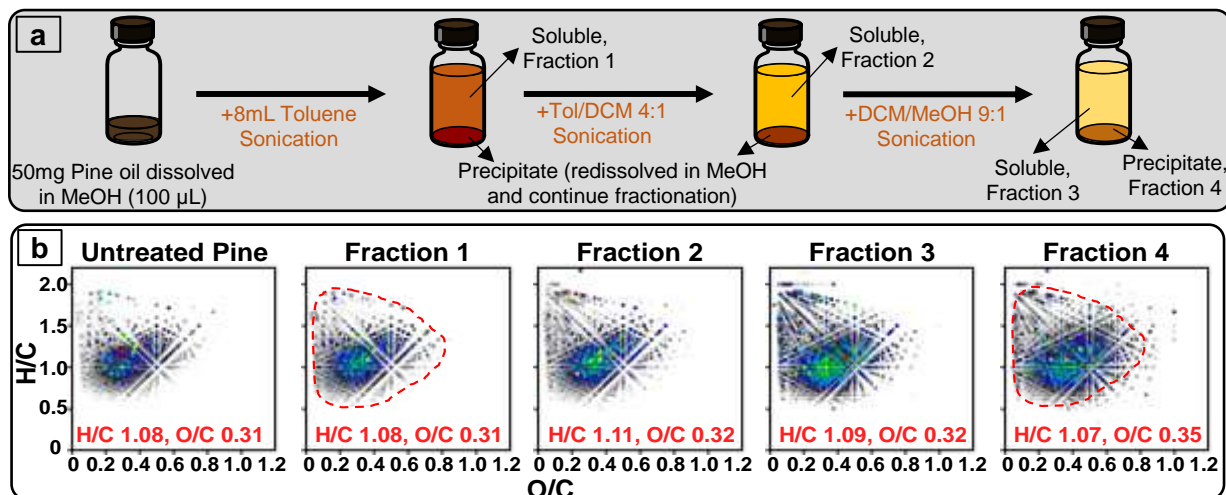 a
Soluble,
Fraction 1
Soluble,
Fraction 2
+8mL Toluene
Sonication
+Tol/DCM 4:1
Sonication
+DCM/MeOH 9:1
Sonication
50mg Pine oil dissolved
in MeOH (100 µL)
Precipitate (redissolved in MeOH
and continue fractionation)
Soluble,
Fraction 3
Precipitate,
Fraction 4
b
Untreated Pine
Fraction 1
Fraction 2
Fraction 3
Fraction 4
H/C
2.0
1.5
1.0
0.5
0
H/C 1.08, O/C 0.31
H/C 1.08, O/C 0.31
H/C 1.11, O/C 0.32
H/C 1.09, O/C 0.32
H/C 1.07, O/C 0.35
0 0.2 0.4 0.6 0.8 1.0 1.2
0 0.2 0.4 0.6 0.8 1.0 1.2
0 0.2 0.4 0.6 0.8 1.0 1.2
0 0.2 0.4 0.6 0.8 1.0 1.2
0 0.2 0.4 0.6 0.8 1.0 1.2
O/C